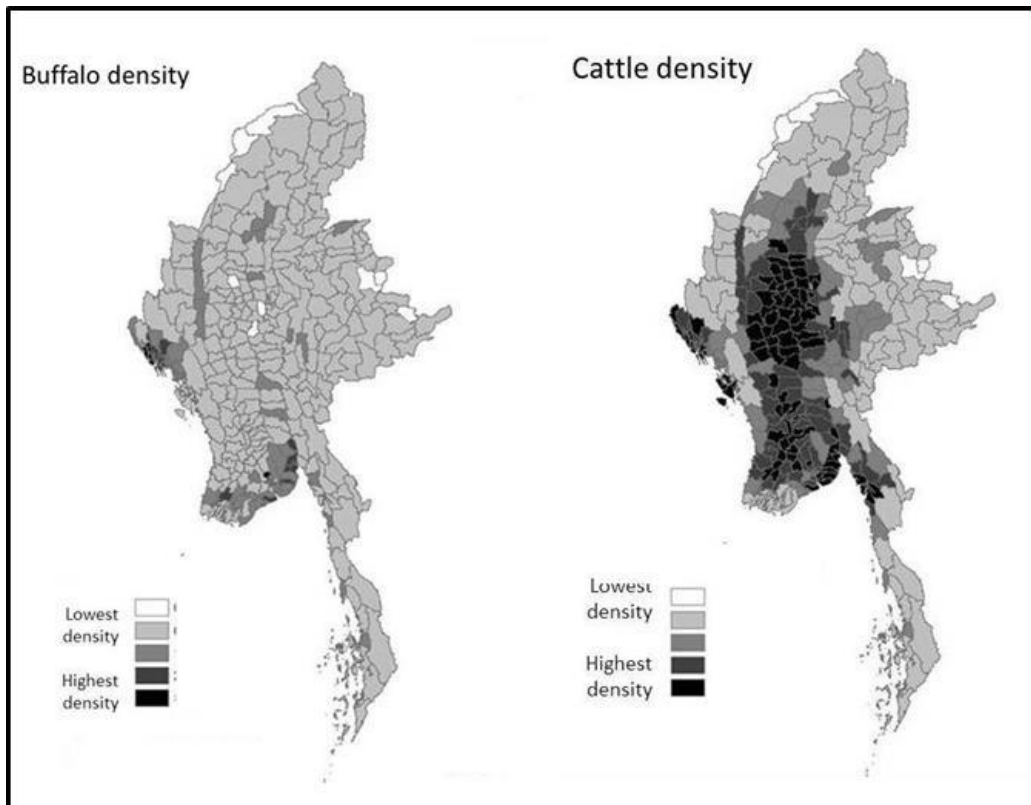 Buffalo density
Cattle density
Lowest
density
Highest
density
Lowest
density
Highest
density